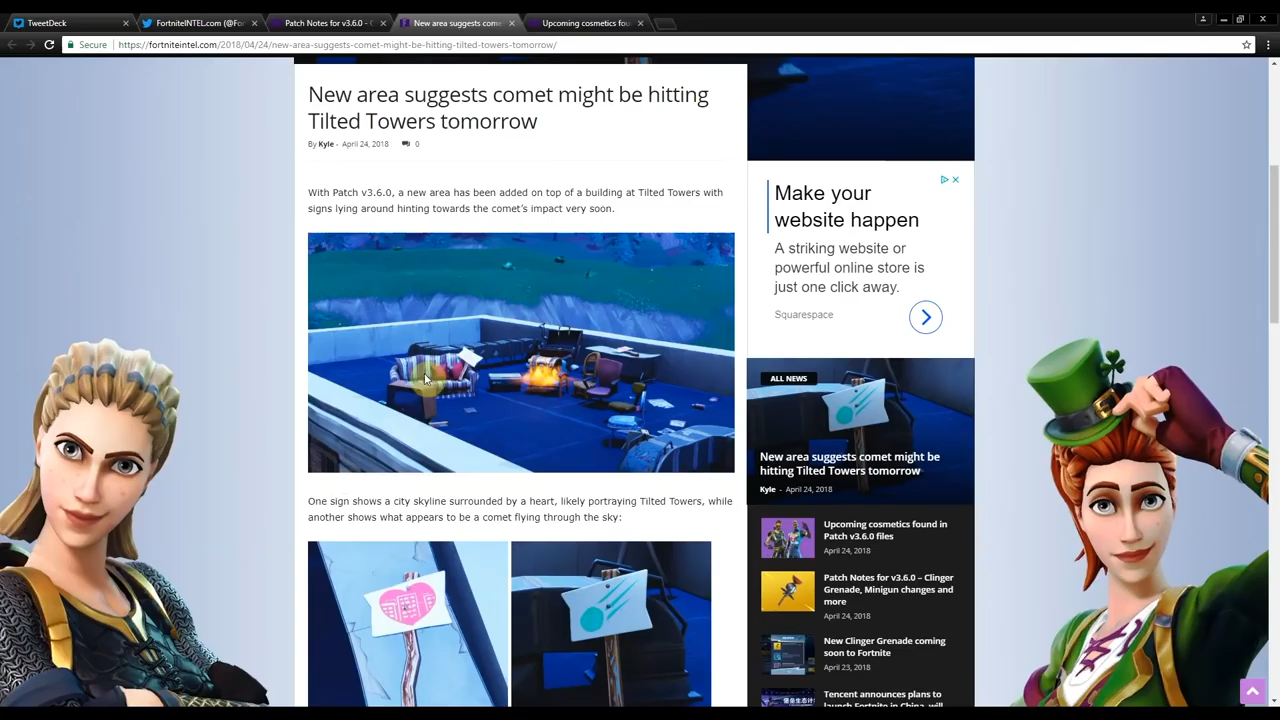 TweetDeck
FortniteINTEL.com (@For
Patch Notes for v3.6.0 - C
New area suggests comet
Upcoming cosmetics fou
Secure
https://fortniteintel.com/2018/04/24/new-area-suggests-comet-might-be-hitting-tilted-towers-tomorrow/
New area suggests comet might be hitting
Tilted Towers tomorrow
By Kyle - April 24, 2018 0
With Patch v3.6.0, a new area has been added on top of a building at Tilted Towers with
signs lying around hinting towards the comet's impact very soon.
One sign shows a city skyline surrounded by a heart, likely portraying Tilted Towers, while
another shows what appears to be a comet flying through the sky:
Make your
website happen
A striking website or
powerful online store is
just one click away.
Squarespace
ALL NEWS
New area suggests comet might be
hitting Tilted Towers tomorrow
Kyle - April 24, 2018
Upcoming cosmetics found in
Patch v3.6.0 files
April 24, 2018
Patch Notes for v3.6.0 – Clinger
Grenade, Minigun changes and
more
April 24, 2018
New Clinger Grenade coming
soon to Fortnite
April 23, 2018
Tencent announces plans to
launch Fortnite in China, will